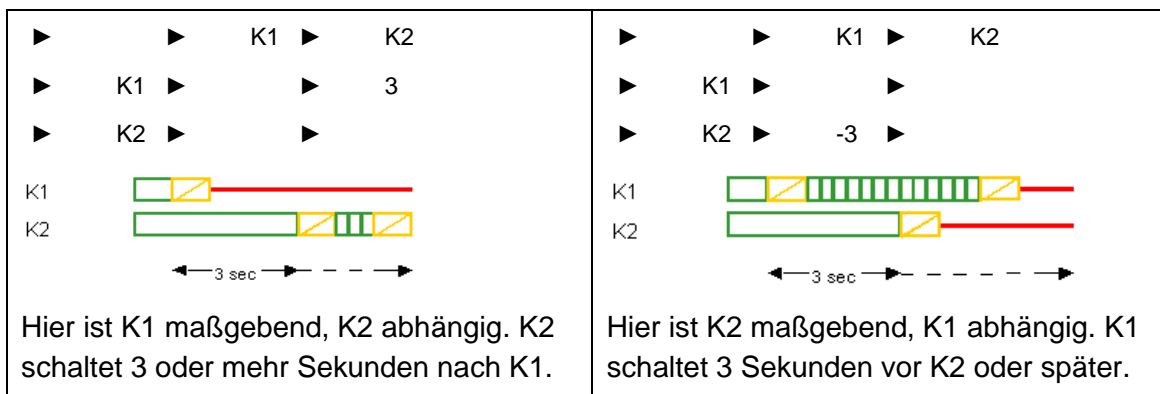 ► ► K1 ► K2
► K1 ► ► 3
► K2 ► ►
K1
K2
3 sec
Hier ist K1 maßgebend, K2 abhängig. K2
schaltet 3 oder mehr Sekunden nach K1.
► ► K1 ► K2
► K1 ► ►
► K2 ► -3 ►
K1
K2
3 sec
Hier ist K2 maßgebend, K1 abhängig. K1
schaltet 3 Sekunden vor K2 oder später.